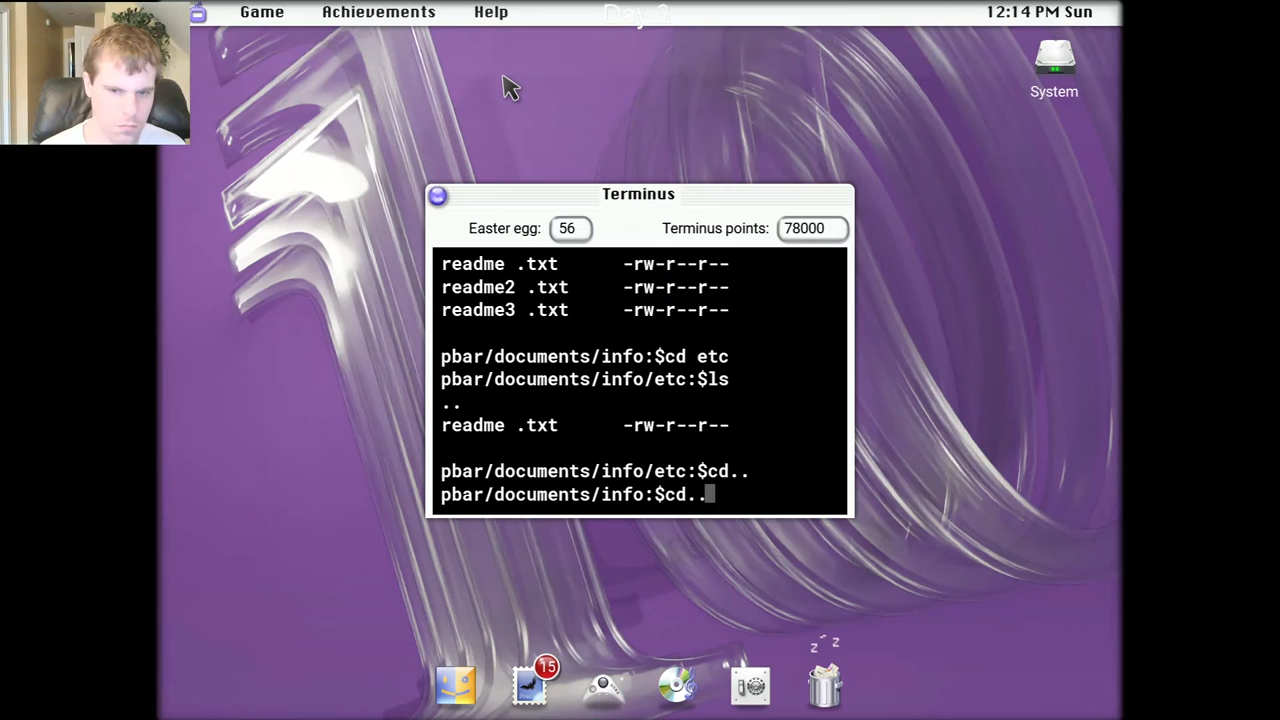 Game Achievements Help Day 3 12:14 PM Sun
System
Terminus
Easter egg: 56 Terminus points: 78000
readme .txt -rw-r--r--
readme2 .txt -rw-r--r--
readme3 .txt -rw-r--r--
pbar/documents/info:$cd etc
pbar/documents/info/etc:$ls
..
readme .txt -rw-r--r--
pbar/documents/info/etc:$cd..
pbar/documents/info:$cd..
z z
15